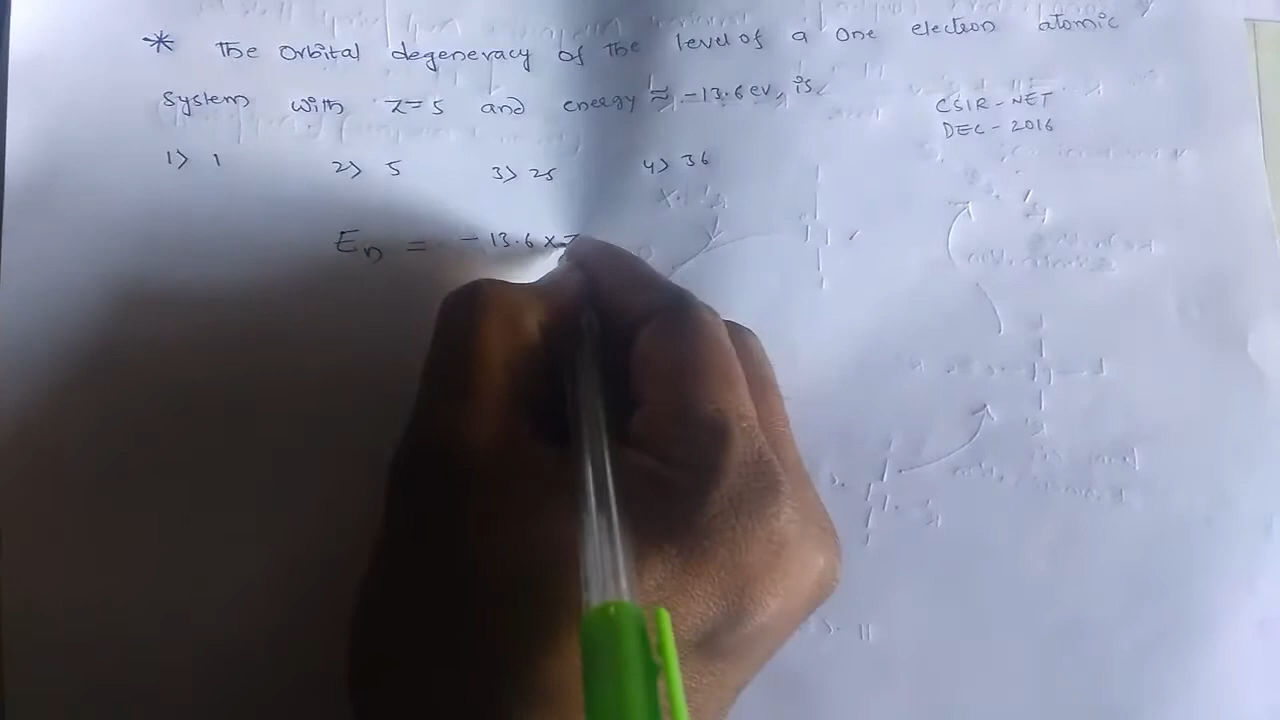 * The orbital degeneracy of the level of a one electron atomic
system with z=5 and energy ≈ -13.6 ev, is
CSIR-NET
DEC-2016
1) 1 2) 5 3) 25 4) 36
En = -13.6 × z